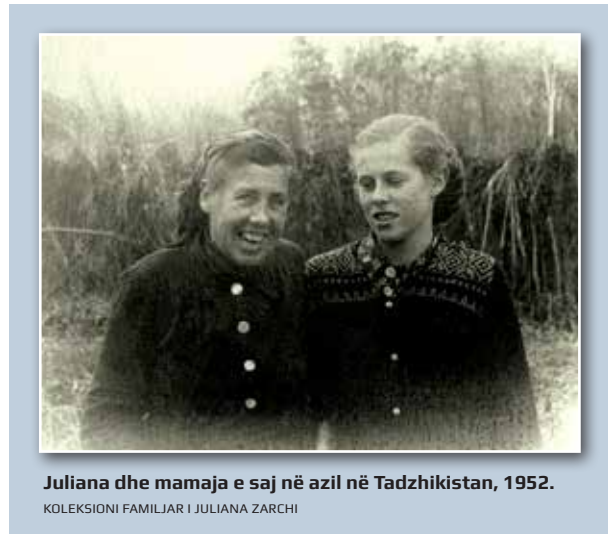 Juliana dhe mamaja e saj në azil në Tadzhikistan, 1952.
KOLEKSIONI FAMILJAR I JULIANA ZARCHI